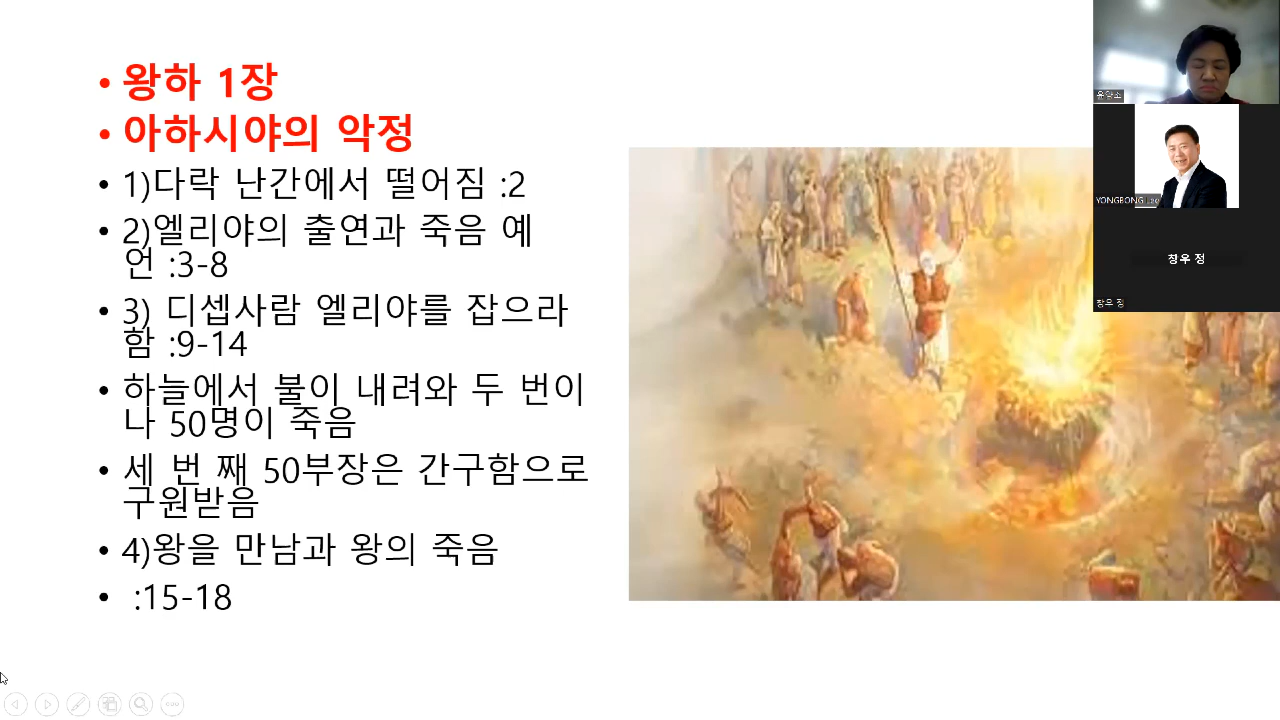 • 왕하 1장
• 아하시야의 악정
• 1)다락 난간에서 떨어짐 :2
• 2)엘리야의 출연과 죽음 예
언 :3-8
• 3) 디셉사람 엘리야를 잡으라
함 :9-14
• 하늘에서 불이 내려와 두 번이
나 50명이 죽음
• 세 번 째 50부장은 간구함으로
구원받음
• 4)왕을 만남과 왕의 죽음
• :15-18
YONGBONG Lee
창우 정
창우 정